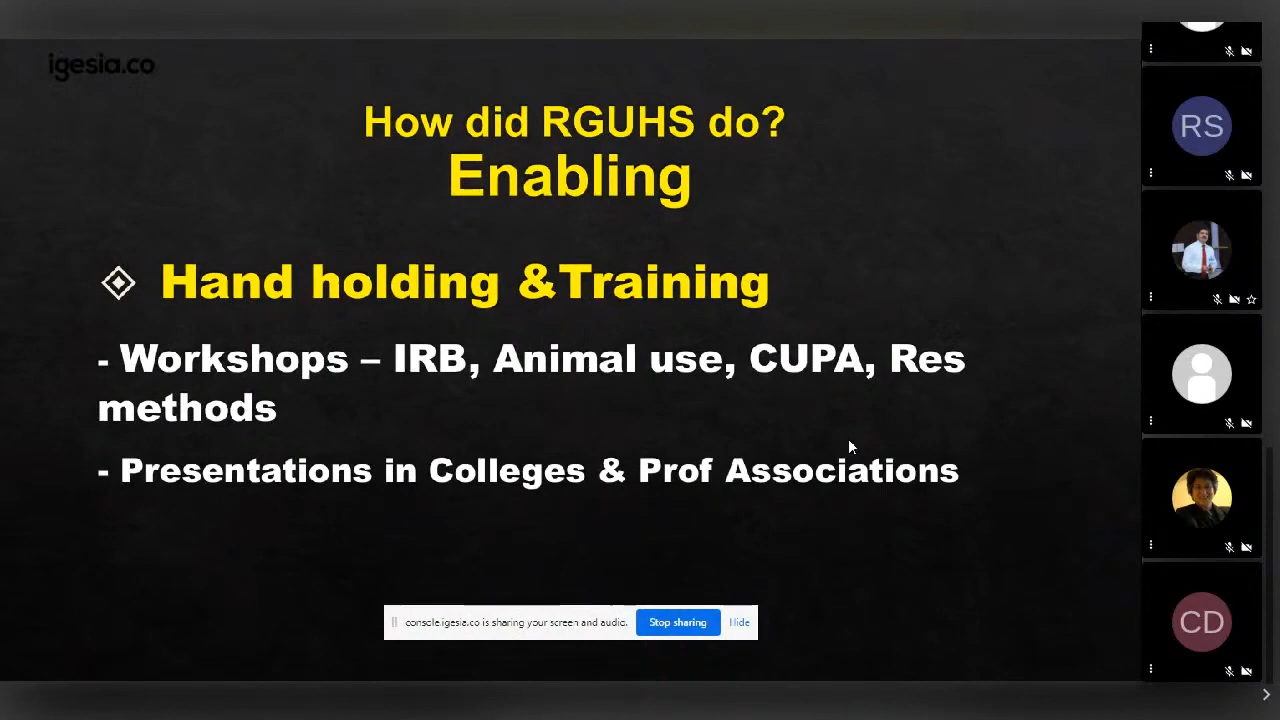 igesia.co
How did RGUHS do?
Enabling
Hand holding &Training
- Workshops – IRB, Animal use, CUPA, Res
methods
- Presentations in Colleges & Prof Associations
console.igesia.co is sharing your screen and audio.
Stop sharing
Hide
RS
CD